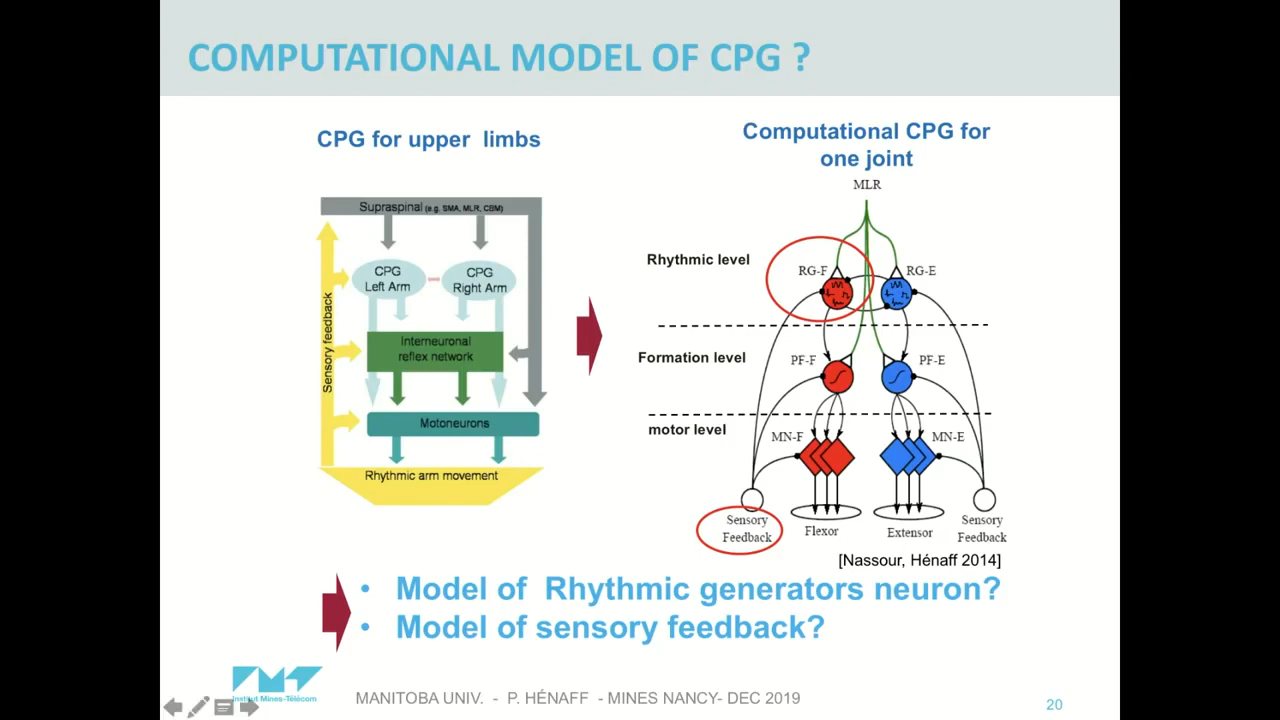 COMPUTATIONAL MODEL OF CPG ?
CPG for upper limbs
Supraspinal (e.g. SMA, MLR, CBM)
CPG
Left Arm
CPG
Right Arm
Sensory feedback
Interneuronal
reflex network
Motoneurons
Rhythmic arm movement
Computational CPG for
one joint
MLR
Rhythmic level
RG-F
RG-E
Formation level
PF-F
PF-E
motor level
MN-F
MN-E
Sensory
Feedback
Flexor
Extensor
Sensory
Feedback
[Nassour, Hénaff 2014]
• Model of Rhythmic generators neuron?
• Model of sensory feedback?
Institut Mines-Télécom
MANITOBA UNIV. - P. HÉNAFF - MINES NANCY- DEC 2019
20